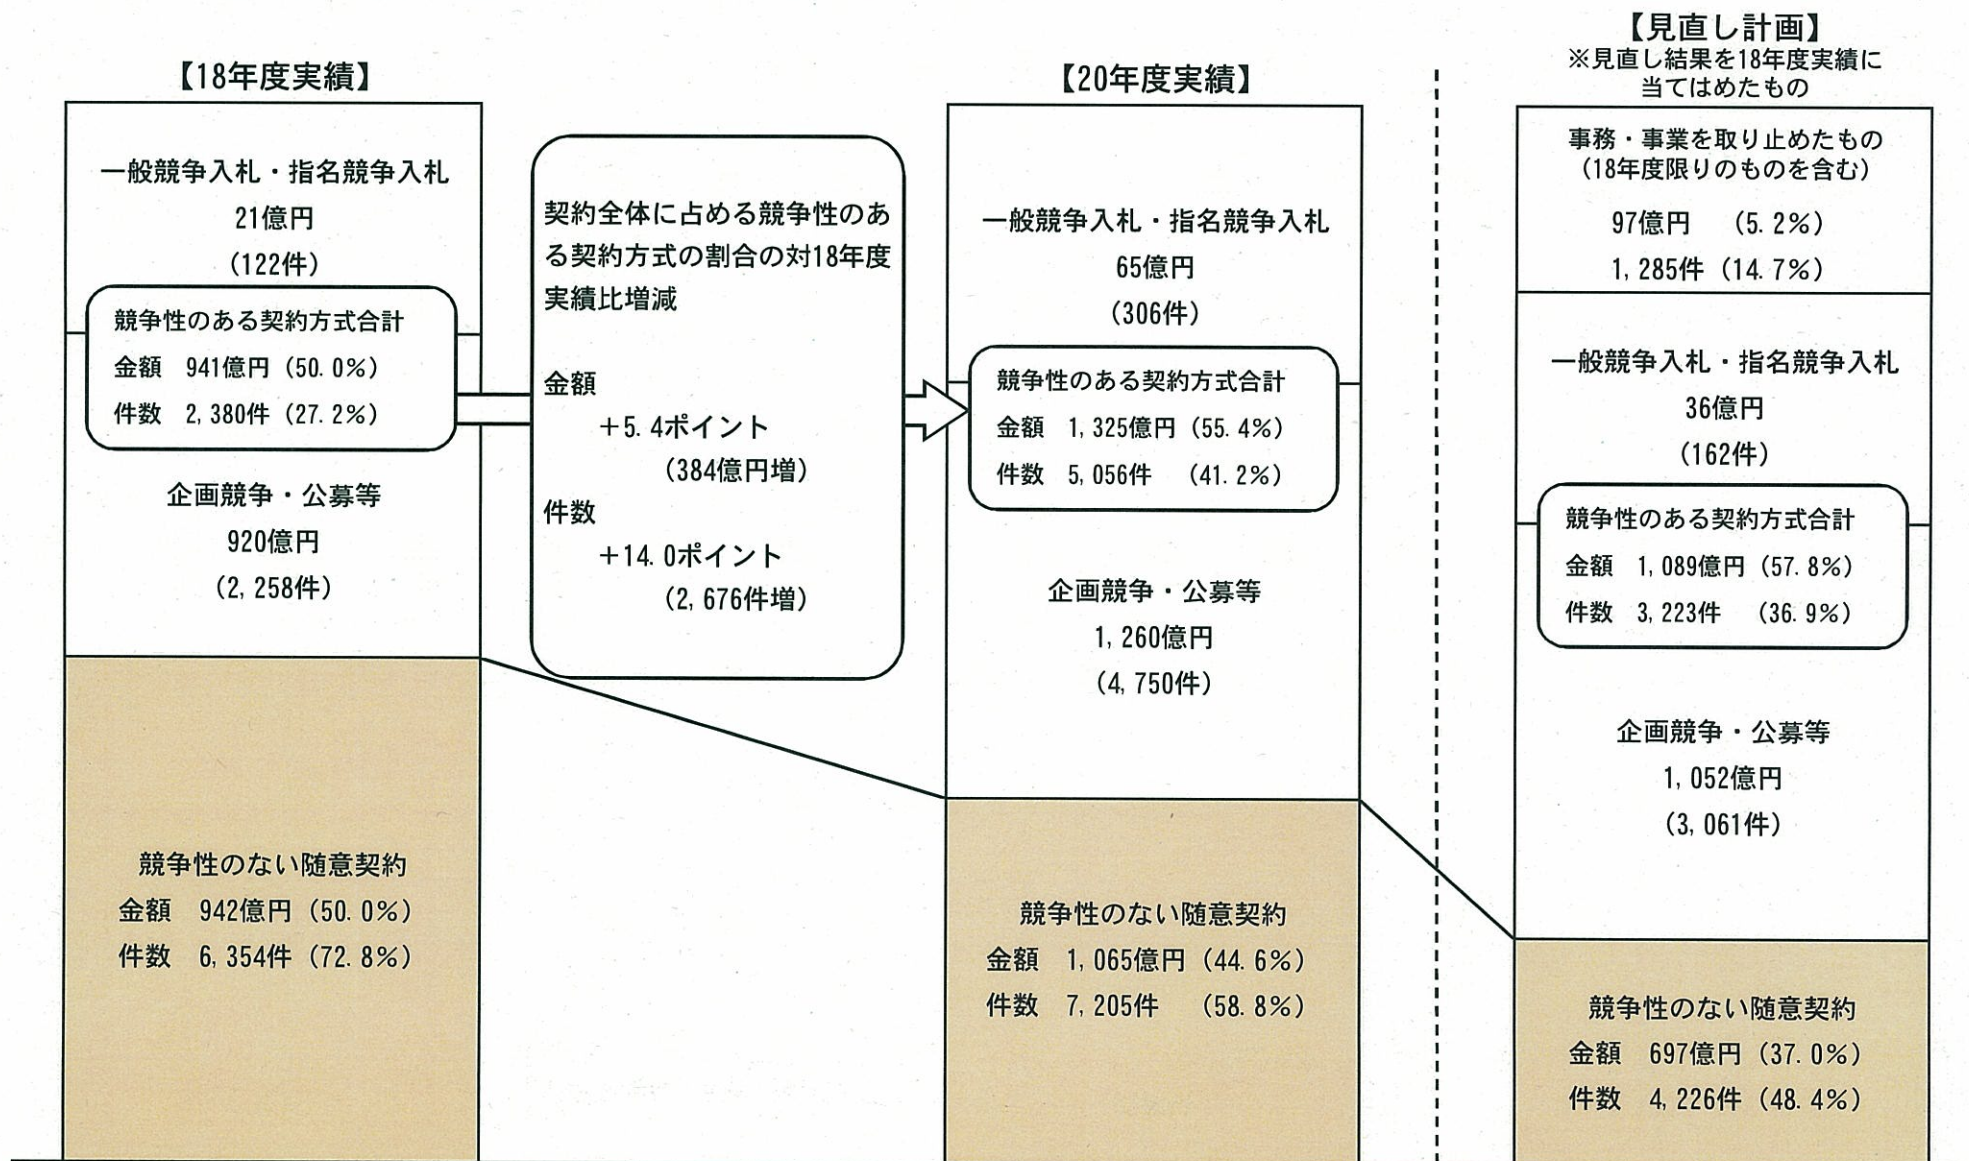 【18年度実績】
一般競争入札・指名競争入札
21億円
(122件)
競争性のある契約方式合計
金額 941億円(50.0%)
件数 2,380件(27.2%)
企画競争・公募等
920億円
(2,258件)
競争性のない随意契約
金額 942億円(50.0%)
件数 6,354件(72.8%)
契約全体に占める競争性のあ
る契約方式の割合の対18年度
実績比増減
金額
+5.4ポイント
(384億円増)
件数
+14.0ポイント
(2,676件増)
【20年度実績】
一般競争入札・指名競争入札
65億円
(306件)
競争性のある契約方式合計
金額 1,325億円(55.4%)
件数 5,056件 (41.2%)
企画競争・公募等
1,260億円
(4,750件)
競争性のない随意契約
金額 1,065億円(44.6%)
件数 7,205件 (58.8%)
【見直し計画】
※見直し結果を18年度実績に
当てはめたもの
事務・事業を取り止めたもの
(18年度限りのものを含む)
97億円 (5.2%)
1,285件(14.7%)
一般競争入札・指名競争入札
36億円
(162件)
競争性のある契約方式合計
金額 1,089億円(57.8%)
件数 3,223件 (36.9%)
企画競争・公募等
1,052億円
(3,061件)
競争性のない随意契約
金額 697億円(37.0%)
件数 4,226件(48.4%)